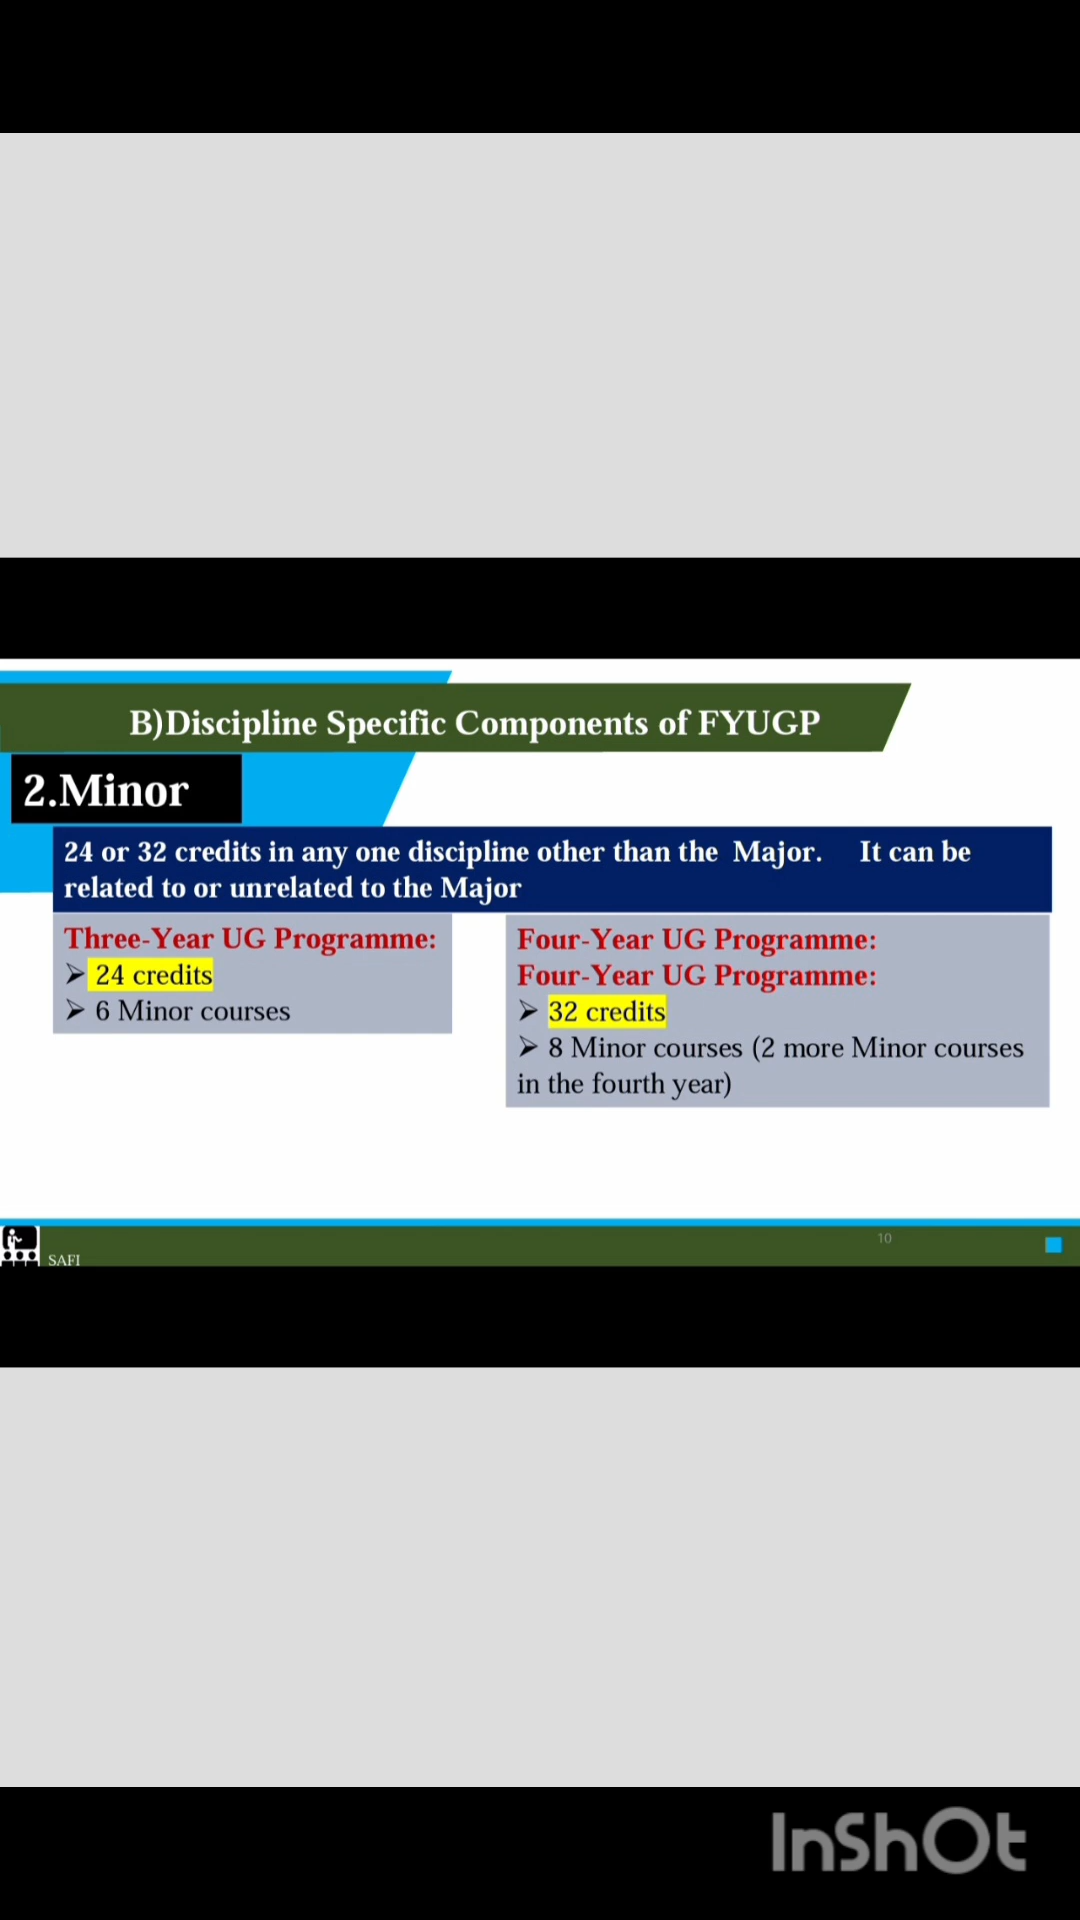 B)Discipline Specific Components of FYUGP
2.Minor
24 or 32 credits in any one discipline other than the Major. It can be
related to or unrelated to the Major
Three-Year UG Programme:
➢ 24 credits
➢ 6 Minor courses
Four-Year UG Programme:
Four-Year UG Programme:
➢ 32 credits
➢ 8 Minor courses (2 more Minor courses
in the fourth year)
SAFI
10
InShOt